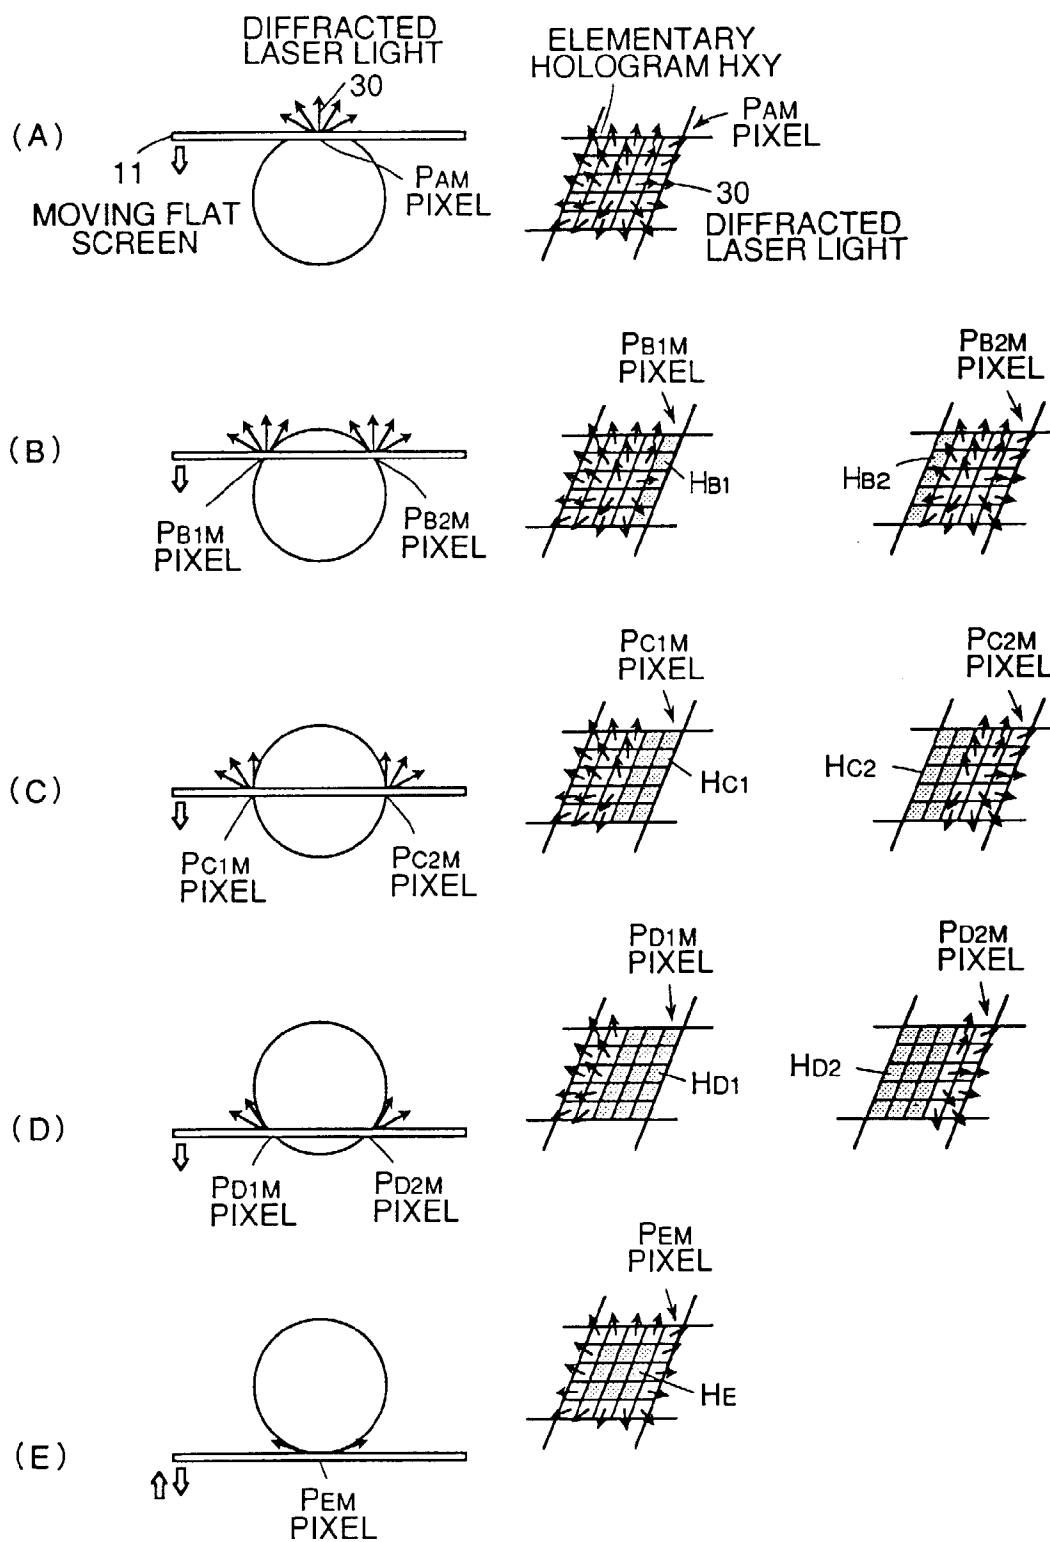 DIFFRACTED
LASER LIGHT
30
ELEMENTARY
HOLOGRAM HXY
(A)
PAM
PIXEL
11
PAM
PIXEL
30
MOVING FLAT
SCREEN
DIFFRACTED
LASER LIGHT
PB1M
PIXEL
PB2M
PIXEL
(B)
HB1
HB2
PB1M
PIXEL
PB2M
PIXEL
PC1M
PIXEL
PC2M
PIXEL
(C)
HC1
HC2
PC1M
PIXEL
PC2M
PIXEL
PD1M
PIXEL
PD2M
PIXEL
(D)
HD1
HD2
PD1M
PIXEL
PD2M
PIXEL
PEM
PIXEL
HE
(E)
PEM
PIXEL